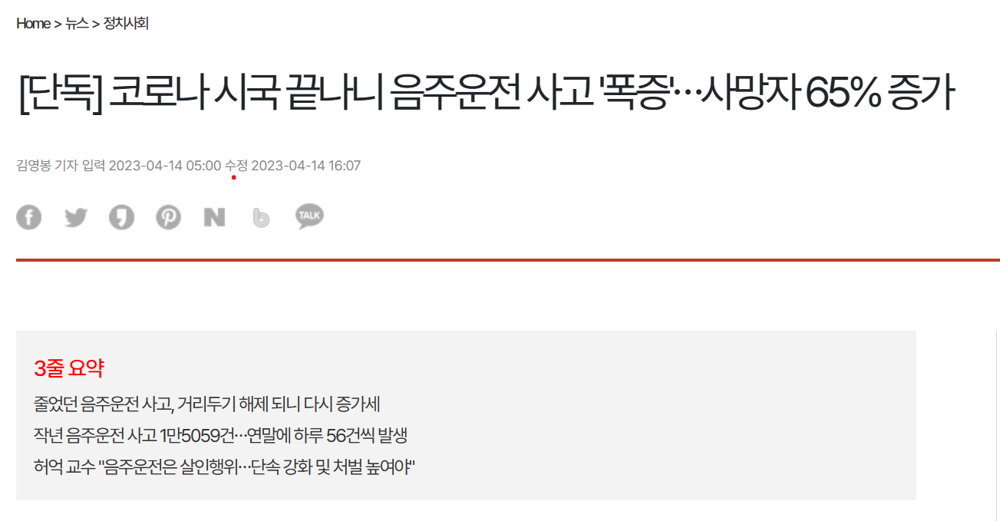 Home > 뉴스 > 정치사회
[단독] 코로나 시국 끝나니 음주운전 사고 '폭증'…사망자 65% 증가
김영봉 기자 입력 2023-04-14 05:00 수정 2023-04-14 16:07
f N b TALK
3줄 요약
줄었던 음주운전 사고, 거리두기 해제 되니 다시 증가세
작년 음주운전 사고 1만5059건…연말에 하루 56건씩 발생
허억 교수 "음주운전은 살인행위…단속 강화 및 처벌 높여야"